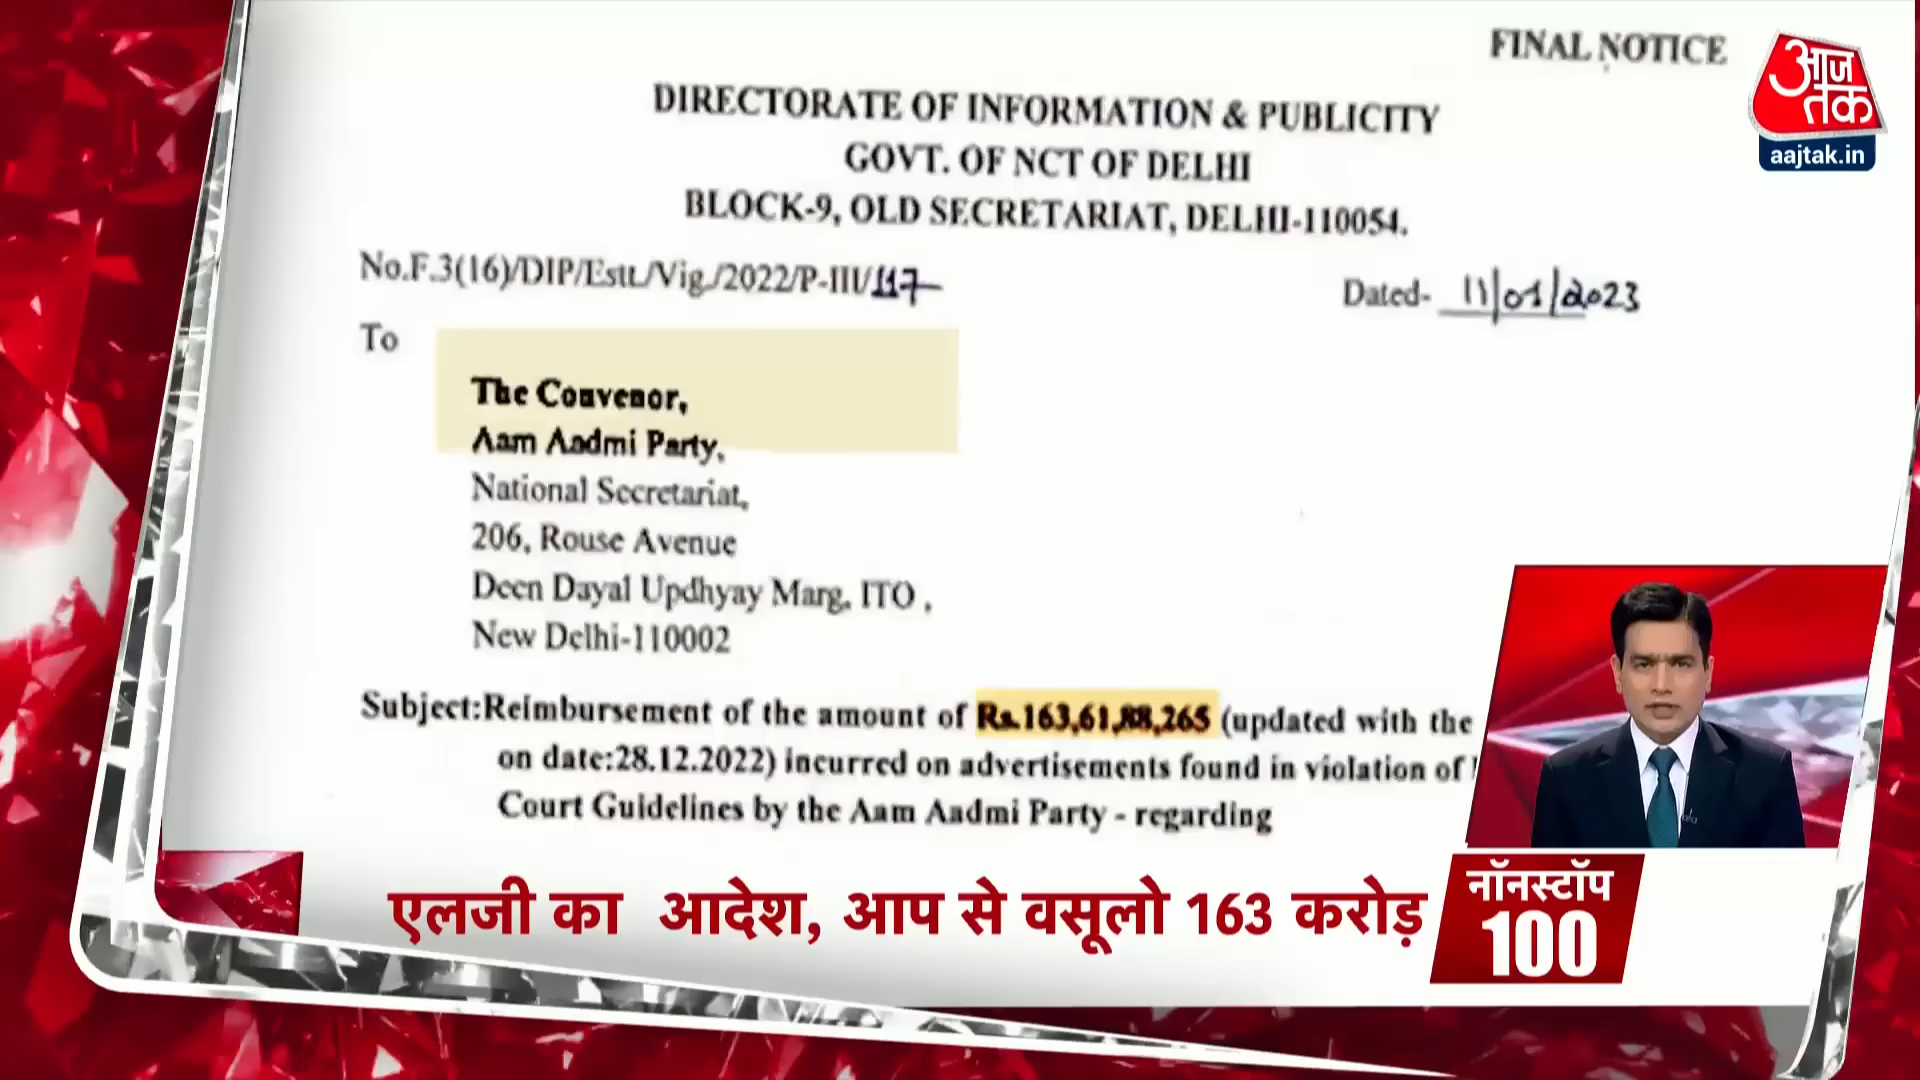 FINAL NOTICE
आज तक
aajtak.in
DIRECTORATE OF INFORMATION & PUBLICITY
GOVT. OF NCT OF DELHI
BLOCK-9, OLD SECRETARIAT, DELHI-110054.
No.F.3(16)/DIP/Estt./Vig./2022/P-III/117
Dated- 11/01/2023
To
The Convenor,
Aam Aadmi Party,
National Secretariat,
206, Rouse Avenue
Deen Dayal Updhyay Marg, ITO ,
New Delhi-110002
Subject:Reimbursement of the amount of Rs.163,61,88,265 (updated with the
on date:28.12.2022) incurred on advertisements found in violation of
Court Guidelines by the Aam Aadmi Party - regarding
एलजी का आदेश, आप से वसूलो 163 करोड़
नॉनस्टॉप
100